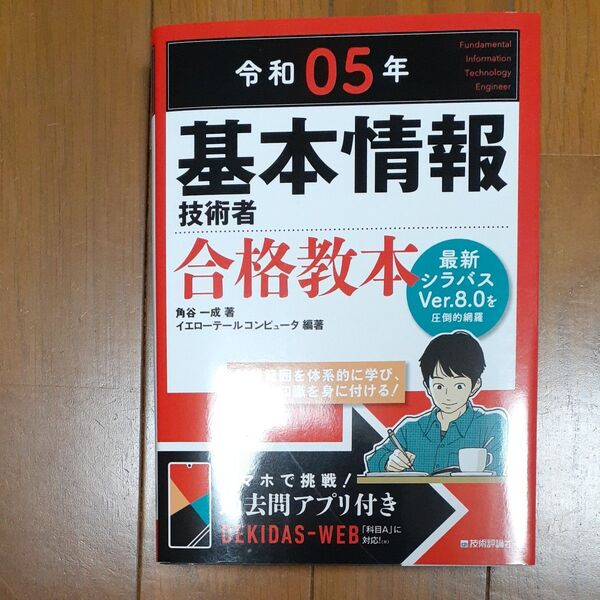 令和05年
Fundamental
Information
Technology
Engineer
基本情報
技術者
合格教本
最新
シラバス
Ver.8.0を
圧倒的網羅
角谷 一成 著
イエローテールコンピュータ 編著
囲を体系的に学び、
識を身に付ける!
マホで挑戦!
去問アプリ付き
DEKIDAS-WEB
「科目A」に
対応!
技術評論